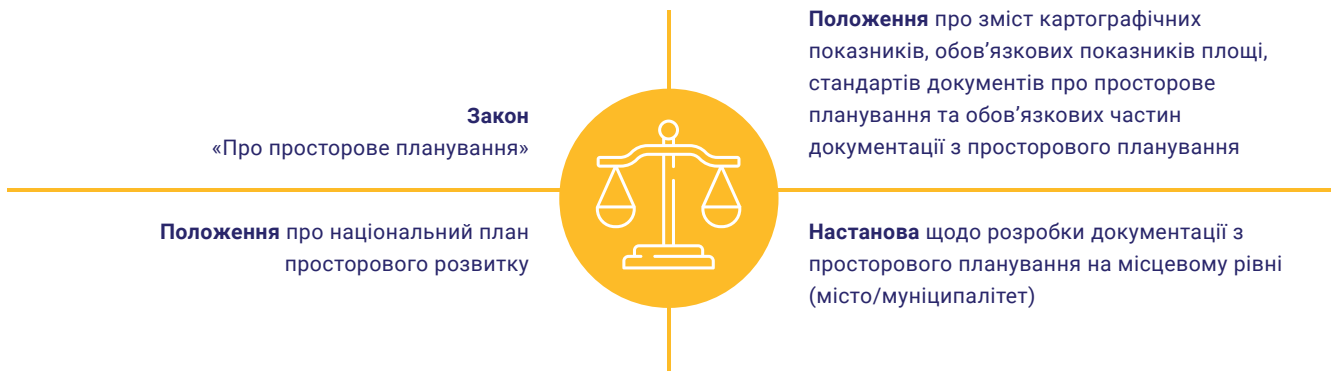 Закон
«Про просторове планування»
Положення про зміст картографічних
показників, обов’язкових показників площі,
стандартів документів про просторове
планування та обов’язкових частин
документації з просторового планування
Положення про національний план
просторового розвитку
Настанова щодо розробки документації з
просторового планування на місцевому рівні
(місто/муніципалітет)